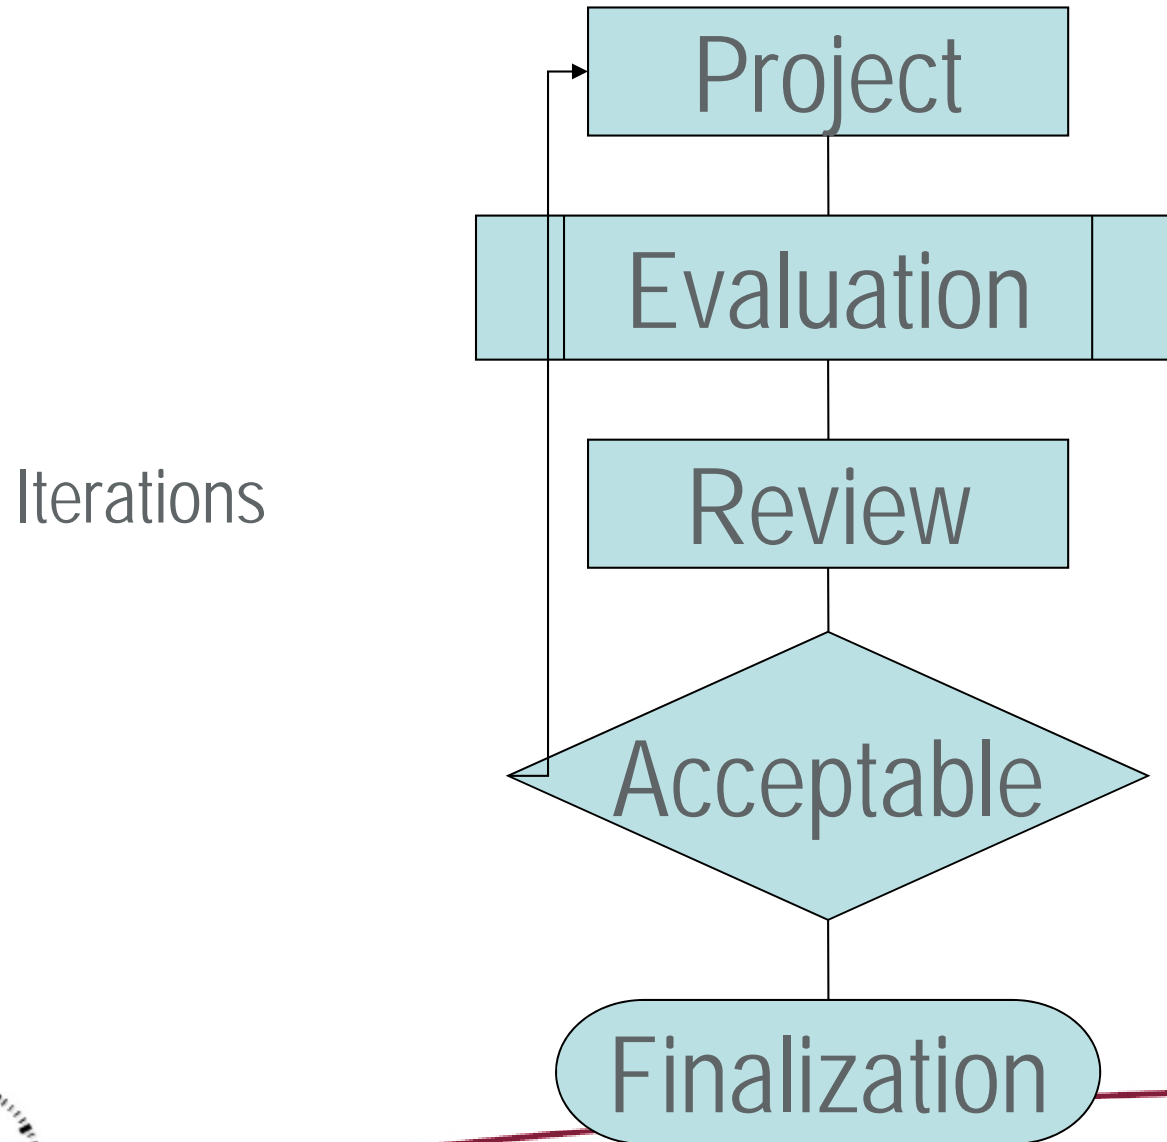 Project
Evaluation
Iterations
Review
Acceptable
Finalization